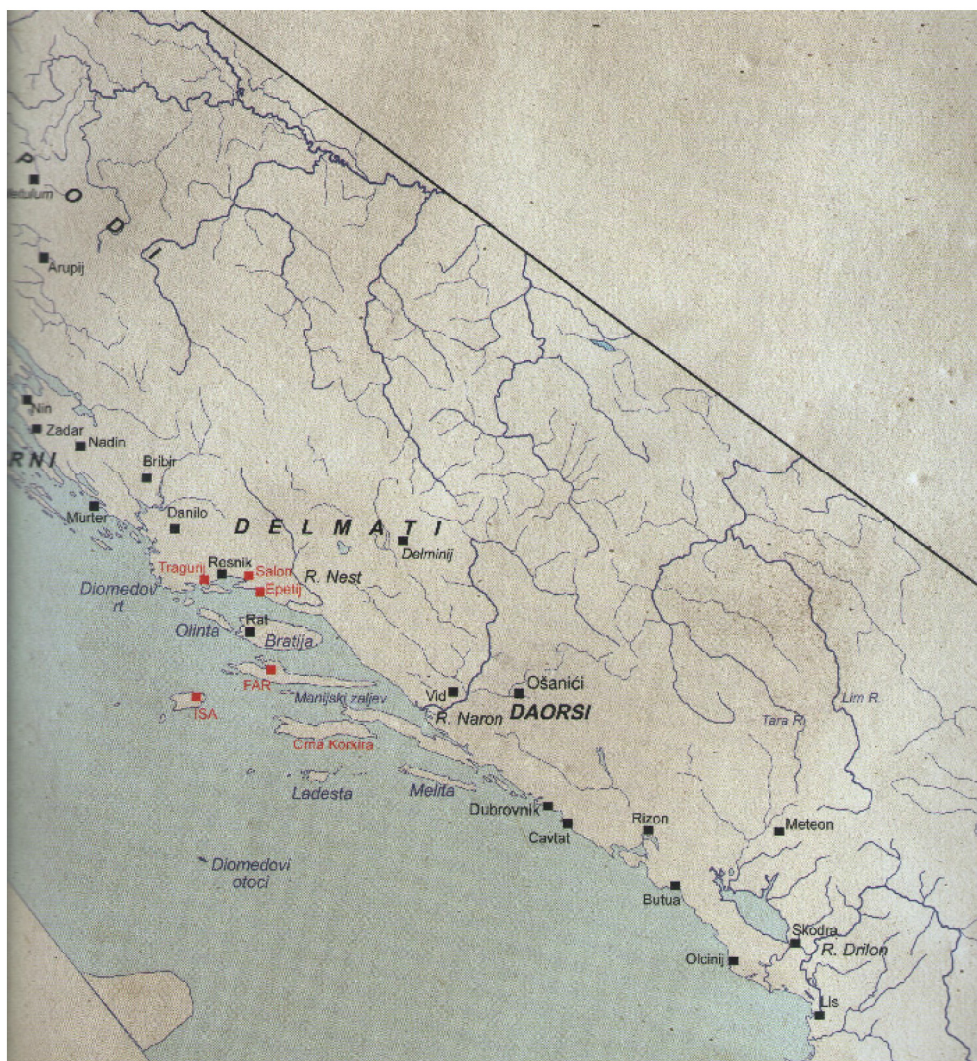 P
O
D
I
Arupij
Nin
Zadar
Nadin
RNI
Bribir
Murter
Danilo
DELMATI
Delminij
Tragurij
Resnik
Salon
Epetij
R. Nest
Diomedov
rt
Olinta
Rat
Bratija
FAR
ISA
Manijski zaljev
Vid
Ošanići
R. Naron
DAORSI
Lim R.
Tara R.
Crna Korkira
Ladesta
Melita
Dubrovnik
Cavtat
Rizon
Meteon
Diomedovi
otoci
Butua
Skodra
R. Drilon
Olcinij
Lis